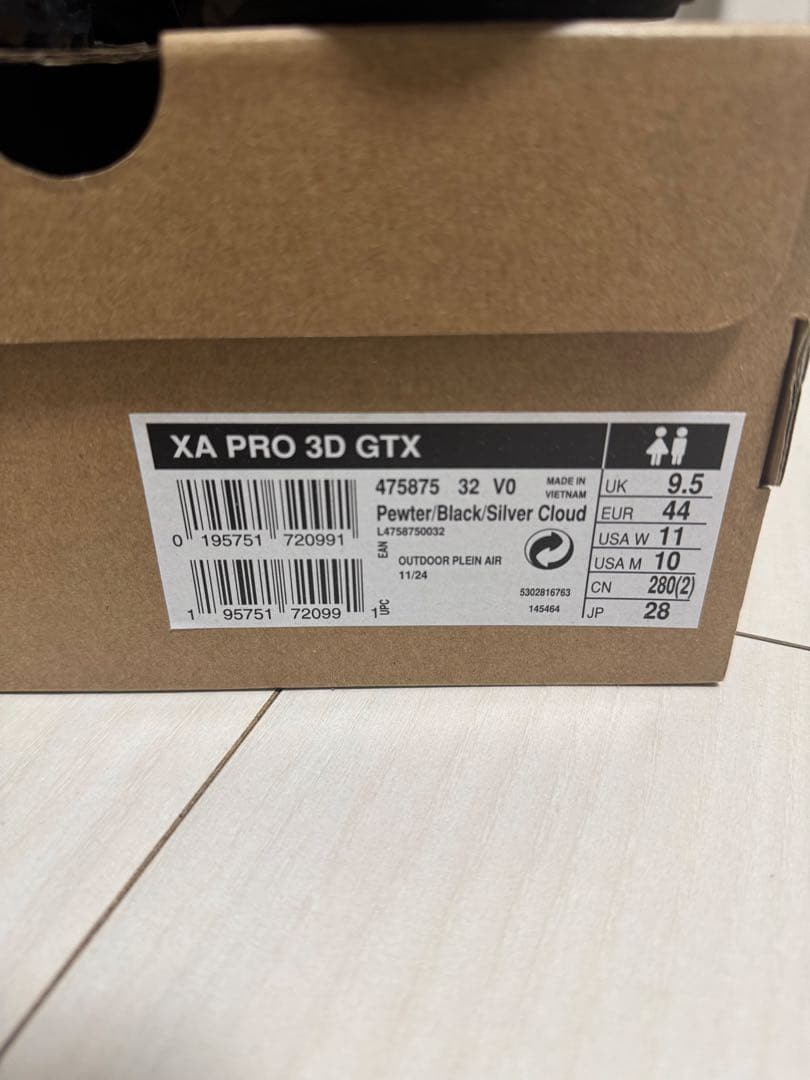 XA PRO 3D GTX
475875 32 V0
MADE IN
VIETNAM
Pewter/Black/Silver Cloud
L4758750032
0 195751 720991
EAN
OUTDOOR PLEIN AIR
11/24
5302816763
145464
1 95751 72099 1
UPC
UK 9.5
EUR 44
USA W 11
USA M 10
CN 280(2)
JP 28